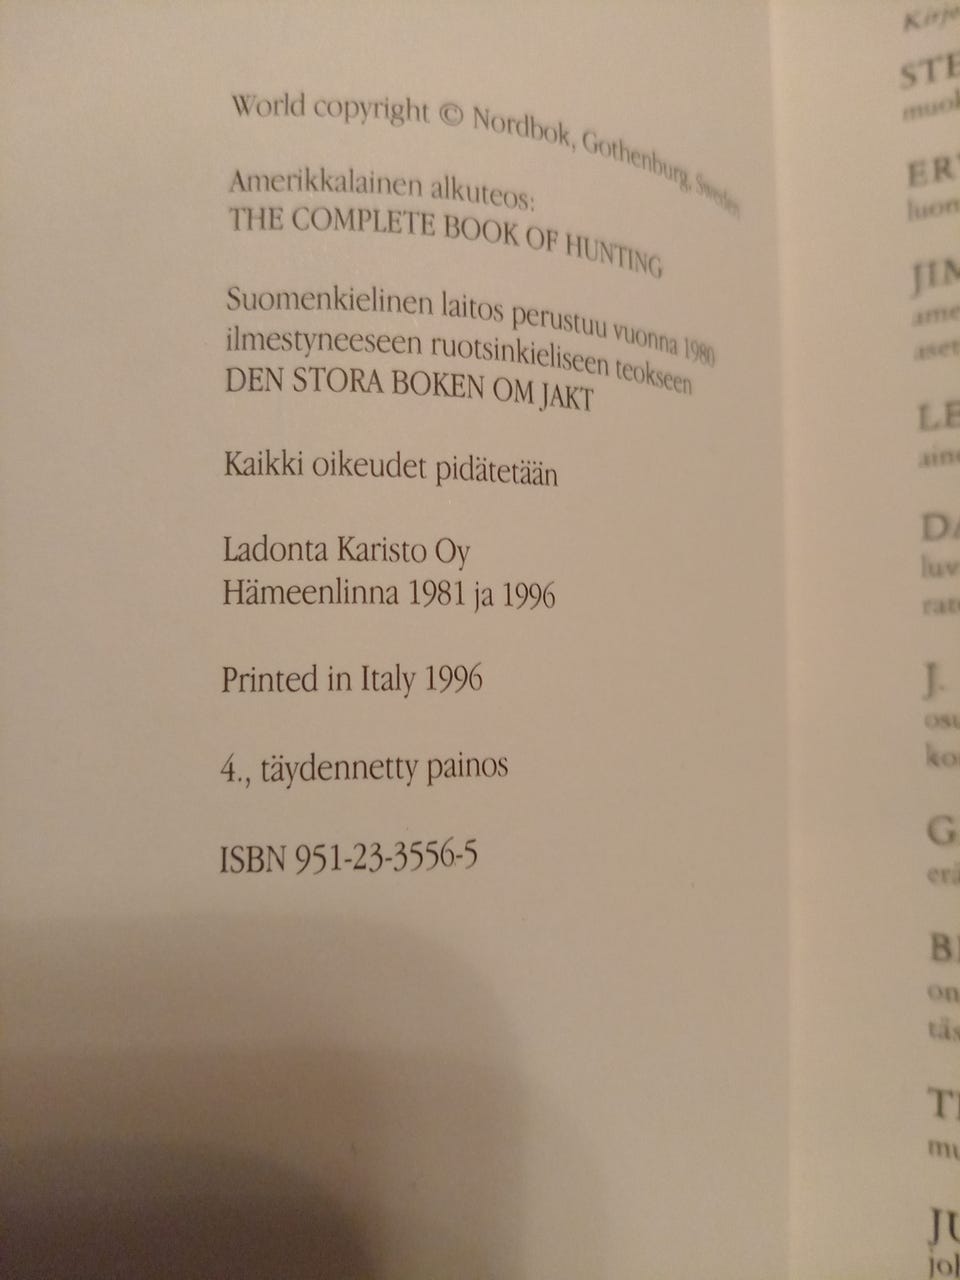 World copyright © Nordbok, Gothenburg, Sweden
Amerikkalainen alkuteos:
THE COMPLETE BOOK OF HUNTING
Suomenkielinen laitos perustuu vuonna 1980
ilmestyneeseen ruotsinkieliseen teokseen
DEN STORA BOKEN OM JAKT
Kaikki oikeudet pidätetään
Ladonta Karisto Oy
Hämeenlinna 1981 ja 1996
Printed in Italy 1996
4., täydennetty painos
ISBN 951-23-3556-5